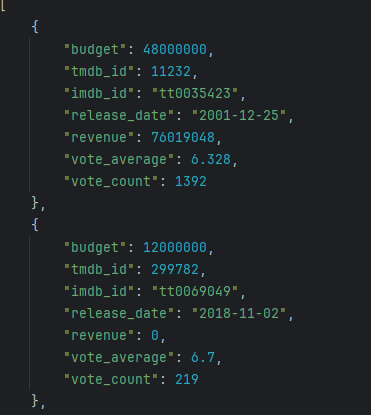 [
{
"budget": 48000000,
"tmdb_id": 11232,
"imdb_id": "tt0035423",
"release_date": "2001-12-25",
"revenue": 76019048,
"vote_average": 6.328,
"vote_count": 1392
},
{
"budget": 12000000,
"tmdb_id": 299782,
"imdb_id": "tt0069049",
"release_date": "2018-11-02",
"revenue": 0,
"vote_average": 6.7,
"vote_count": 219
},